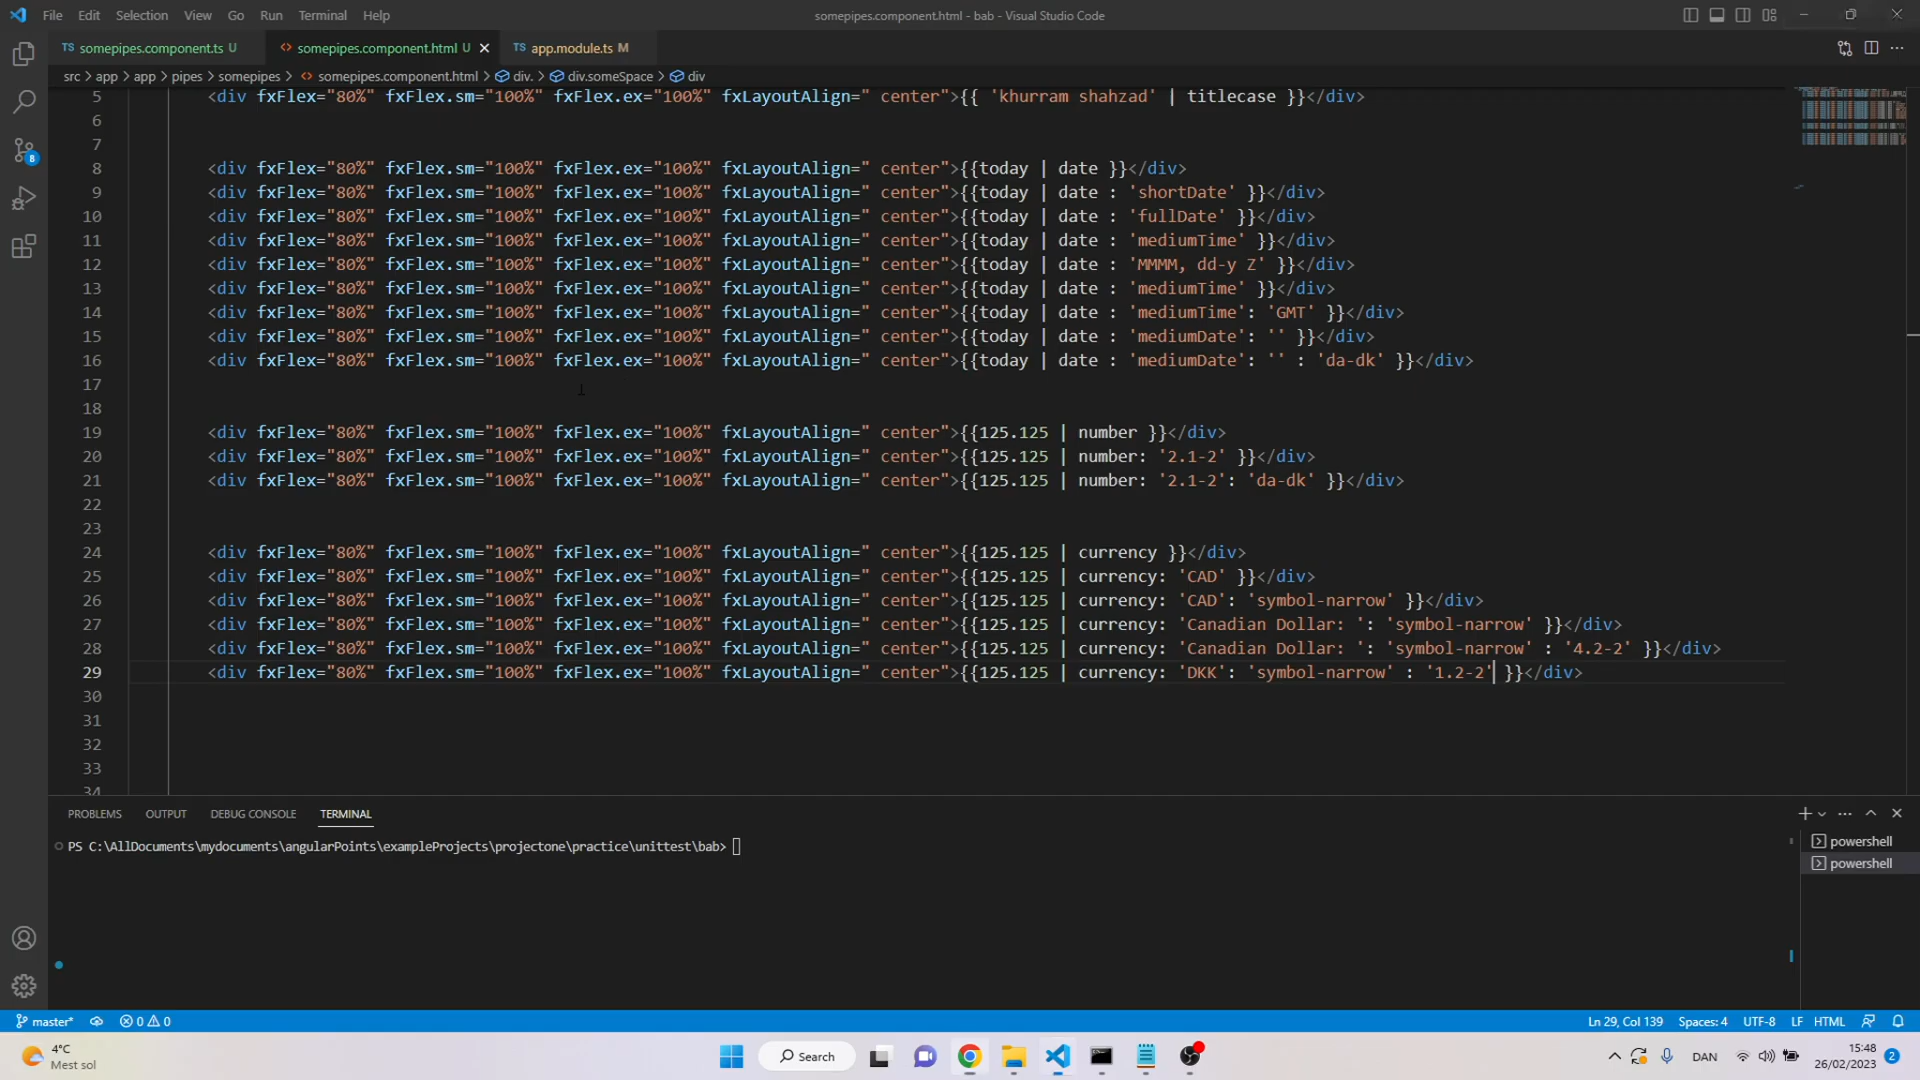 File Edit Selection View Go Run Terminal Help somepipes.component.html - bab - Visual Studio Code
TS somepipes.component.ts U <> somepipes.component.html U TS app.module.ts M
src > app > app > pipes > somepipes > <> somepipes.component.html > div. > div.someSpace > div
5 <div fxFlex="80%" fxFlex.sm="100%" fxFlex.ex="100%" fxLayoutAlign=" center">{{ 'khurram shahzad' | titlecase }}</div>
6
7
8 <div fxFlex="80%" fxFlex.sm="100%" fxFlex.ex="100%" fxLayoutAlign=" center">{{today | date }}</div>
9 <div fxFlex="80%" fxFlex.sm="100%" fxFlex.ex="100%" fxLayoutAlign=" center">{{today | date : 'shortDate' }}</div>
10 <div fxFlex="80%" fxFlex.sm="100%" fxFlex.ex="100%" fxLayoutAlign=" center">{{today | date : 'fullDate' }}</div>
11 <div fxFlex="80%" fxFlex.sm="100%" fxFlex.ex="100%" fxLayoutAlign=" center">{{today | date : 'mediumTime' }}</div>
12 <div fxFlex="80%" fxFlex.sm="100%" fxFlex.ex="100%" fxLayoutAlign=" center">{{today | date : 'MMMM, dd-y Z' }}</div>
13 <div fxFlex="80%" fxFlex.sm="100%" fxFlex.ex="100%" fxLayoutAlign=" center">{{today | date : 'mediumTime' }}</div>
14 <div fxFlex="80%" fxFlex.sm="100%" fxFlex.ex="100%" fxLayoutAlign=" center">{{today | date : 'mediumTime': 'GMT' }}</div>
15 <div fxFlex="80%" fxFlex.sm="100%" fxFlex.ex="100%" fxLayoutAlign=" center">{{today | date : 'mediumDate': '' }}</div>
16 <div fxFlex="80%" fxFlex.sm="100%" fxFlex.ex="100%" fxLayoutAlign=" center">{{today | date : 'mediumDate': '' : 'da-dk' }}</div>
17
18
19 <div fxFlex="80%" fxFlex.sm="100%" fxFlex.ex="100%" fxLayoutAlign=" center">{{125.125 | number }}</div>
20 <div fxFlex="80%" fxFlex.sm="100%" fxFlex.ex="100%" fxLayoutAlign=" center">{{125.125 | number: '2.1-2' }}</div>
21 <div fxFlex="80%" fxFlex.sm="100%" fxFlex.ex="100%" fxLayoutAlign=" center">{{125.125 | number: '2.1-2': 'da-dk' }}</div>
22
23
24 <div fxFlex="80%" fxFlex.sm="100%" fxFlex.ex="100%" fxLayoutAlign=" center">{{125.125 | currency }}</div>
25 <div fxFlex="80%" fxFlex.sm="100%" fxFlex.ex="100%" fxLayoutAlign=" center">{{125.125 | currency: 'CAD' }}</div>
26 <div fxFlex="80%" fxFlex.sm="100%" fxFlex.ex="100%" fxLayoutAlign=" center">{{125.125 | currency: 'CAD': 'symbol-narrow' }}</div>
27 <div fxFlex="80%" fxFlex.sm="100%" fxFlex.ex="100%" fxLayoutAlign=" center">{{125.125 | currency: 'Canadian Dollar: ': 'symbol-narrow' }}</div>
28 <div fxFlex="80%" fxFlex.sm="100%" fxFlex.ex="100%" fxLayoutAlign=" center">{{125.125 | currency: 'Canadian Dollar: ': 'symbol-narrow' : '4.2-2' }}</div>
29 <div fxFlex="80%" fxFlex.sm="100%" fxFlex.ex="100%" fxLayoutAlign=" center">{{125.125 | currency: 'DKK': 'symbol-narrow' : '1.2-2' }}</div>
30
31
32
33
34
8
PROBLEMS OUTPUT DEBUG CONSOLE TERMINAL
PS C:\AllDocuments\mydocuments\angularPoints\exampleProjects\projectone\practice\unittest\bab>
powershell
powershell
master* 0 0 Ln 29, Col 139 Spaces: 4 UTF-8 LF HTML
4°C
Mest sol
Search
DAN
15:48
26/02/2023
2